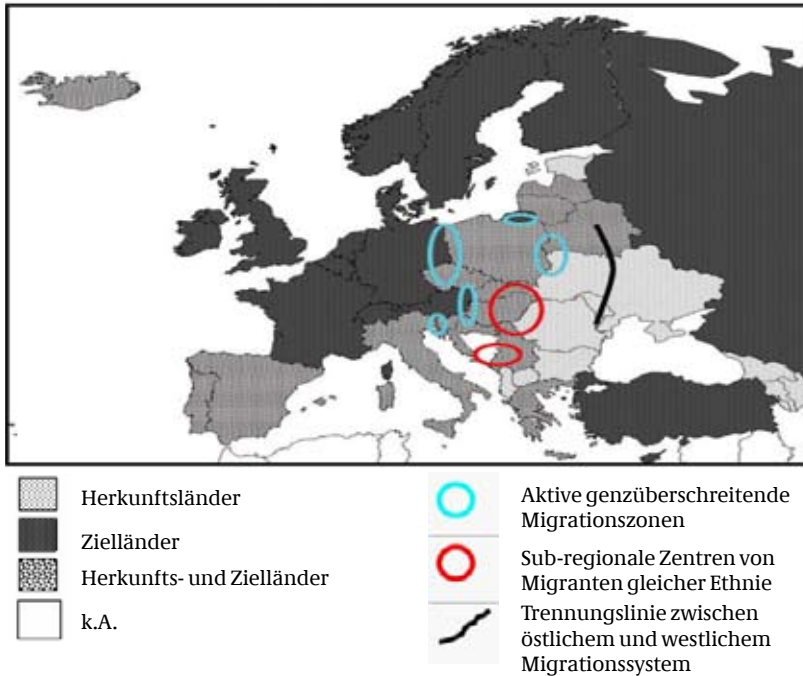 Herkunftsländer
Zielländer
Herkunfts- und Zielländer
k.A.
Aktive genzüberschreitende
Migrationszonen
Sub-regionale Zentren von
Migranten gleicher Ethnie
Trennungslinie zwischen
östlichem und westlichem
Migrationssystem